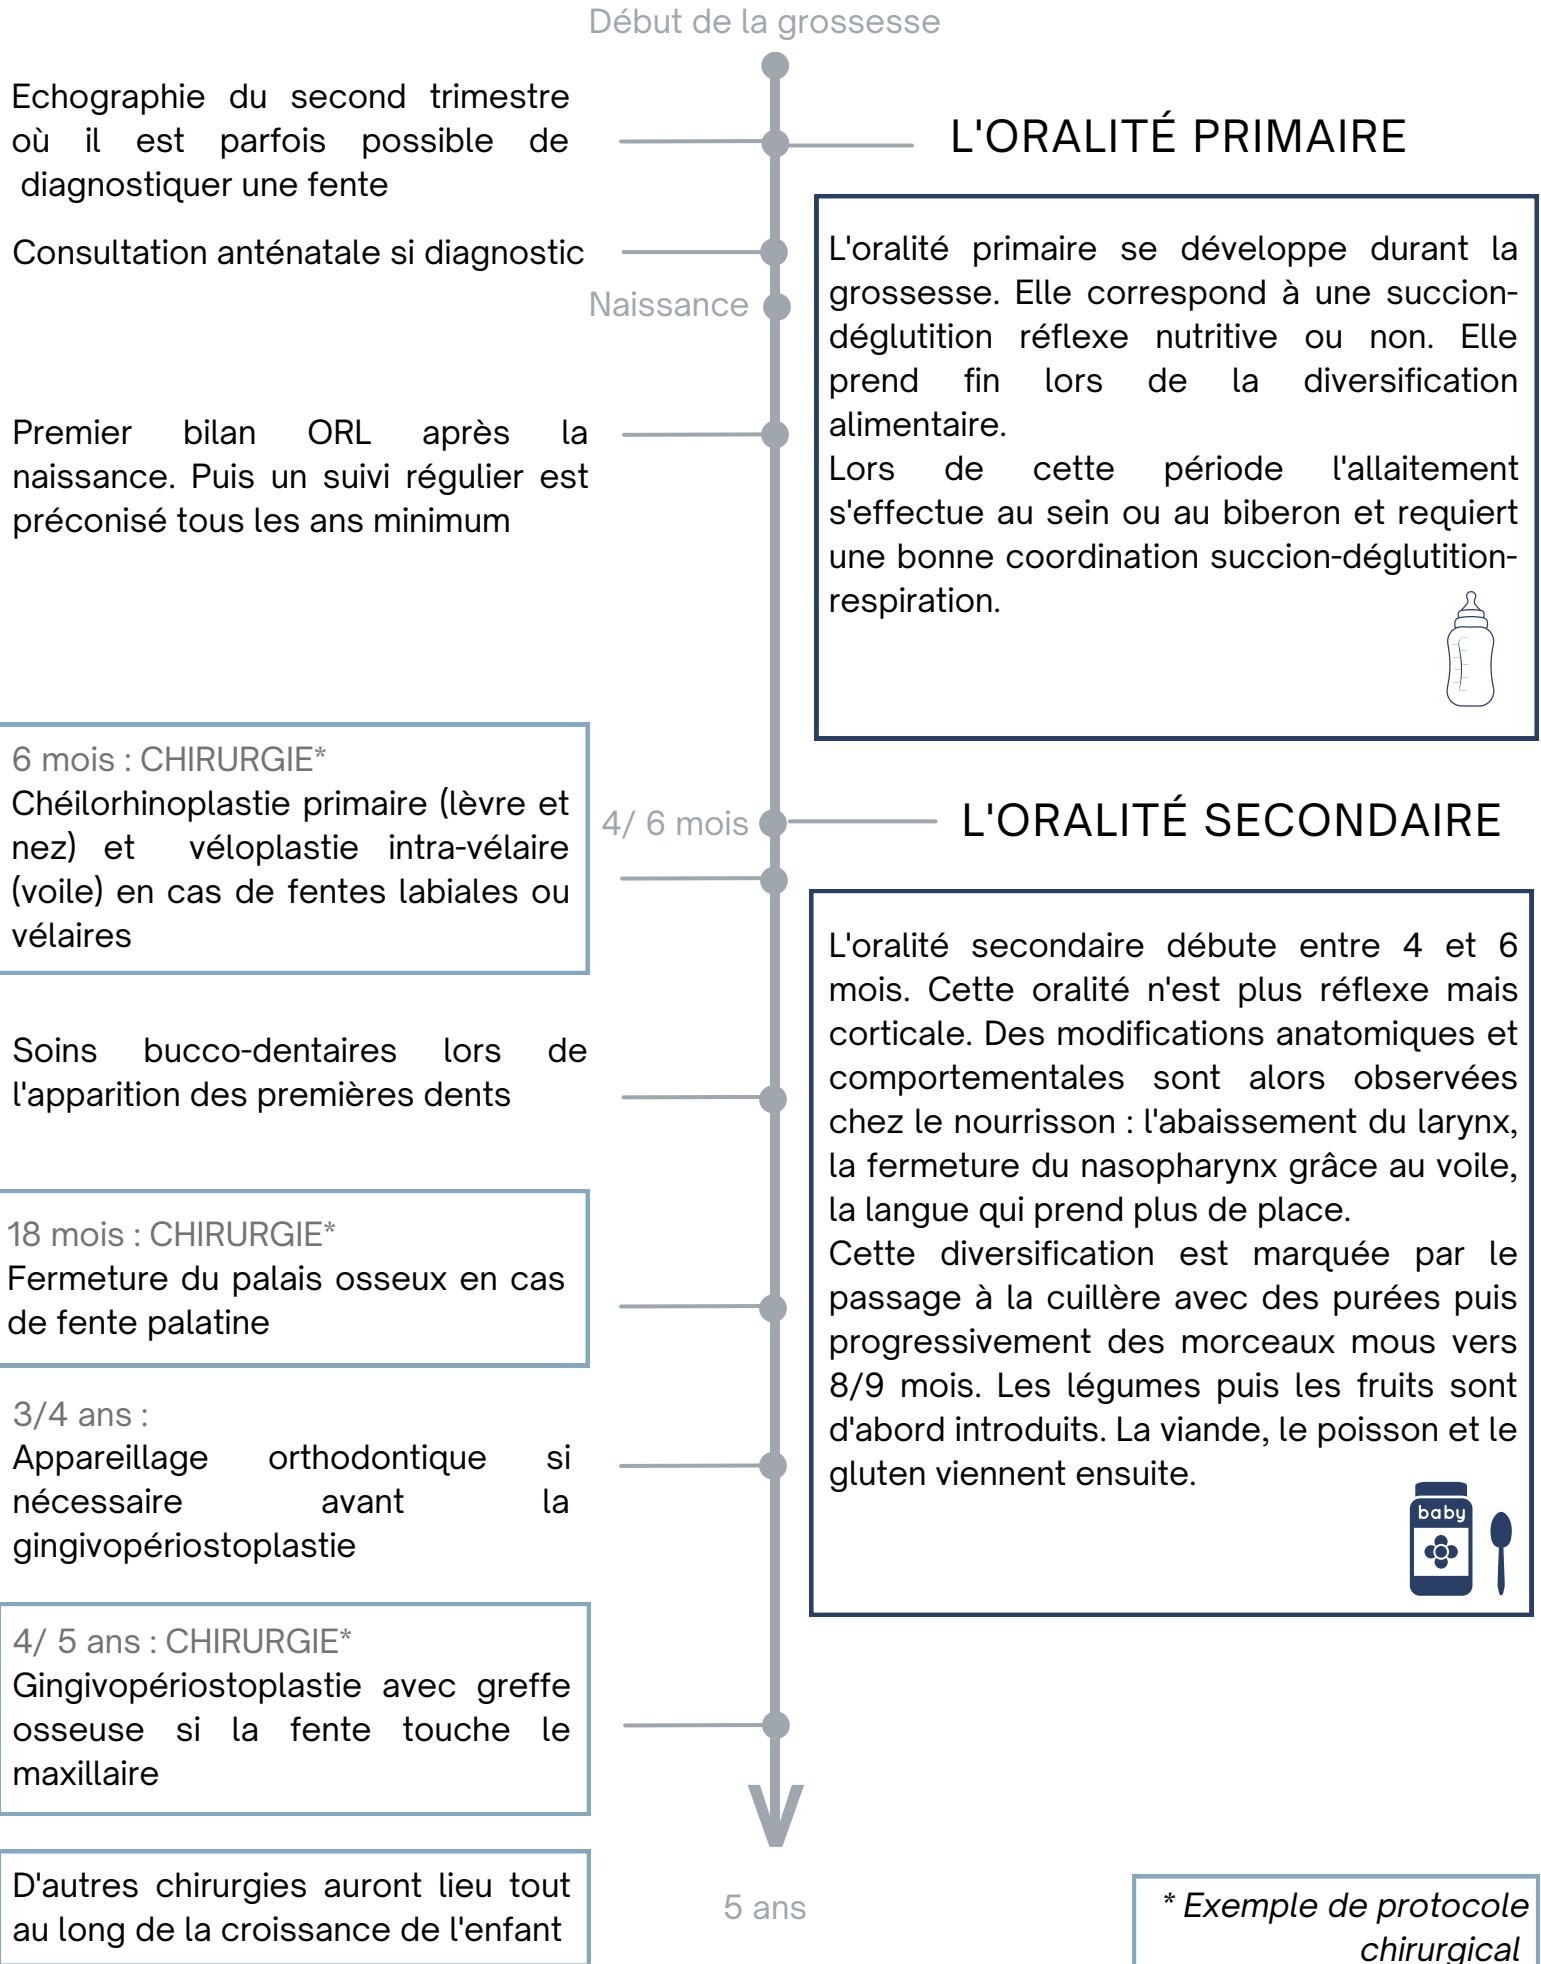 Début de la grossesse
Echographie du second trimestre
où il est parfois possible de
diagnostiquer une fente
Consultation anténatale si diagnostic
Naissance
Premier bilan ORL après la
naissance. Puis un suivi régulier est
préconisé tous les ans minimum
L'ORALITÉ PRIMAIRE
L'oralité primaire se développe durant la
grossesse. Elle correspond à une succion-
déglutition réflexe nutritive ou non. Elle
prend fin lors de la diversification
alimentaire.
Lors de cette période l'allaitement
s'effectue au sein ou au biberon et requiert
une bonne coordination succion-déglutition-
respiration.
6 mois : CHIRURGIE*
Chéilorhinoplastie primaire (lèvre et
nez) et véloplastie intra-vélaire
(voile) en cas de fentes labiales ou
vélaires
4/ 6 mois
L'ORALITÉ SECONDAIRE
L'oralité secondaire débute entre 4 et 6
mois. Cette oralité n'est plus réflexe mais
corticale. Des modifications anatomiques et
comportementales sont alors observées
chez le nourrisson : l'abaissement du larynx,
la fermeture du nasopharynx grâce au voile,
la langue qui prend plus de place.
Cette diversification est marquée par le
passage à la cuillère avec des purées puis
progressivement des morceaux mous vers
8/9 mois. Les légumes puis les fruits sont
d'abord introduits. La viande, le poisson et le
gluten viennent ensuite.
baby
Soins bucco-dentaires lors de
l'apparition des premières dents
18 mois : CHIRURGIE*
Fermeture du palais osseux en cas
de fente palatine
3/4 ans :
Appareillage orthodontique si
nécessaire avant la
gingivopériostoplastie
4/ 5 ans : CHIRURGIE*
Gingivopériostoplastie avec greffe
osseuse si la fente touche le
maxillaire
D'autres chirurgies auront lieu tout
au long de la croissance de l'enfant
5 ans
* Exemple de protocole
chirurgical